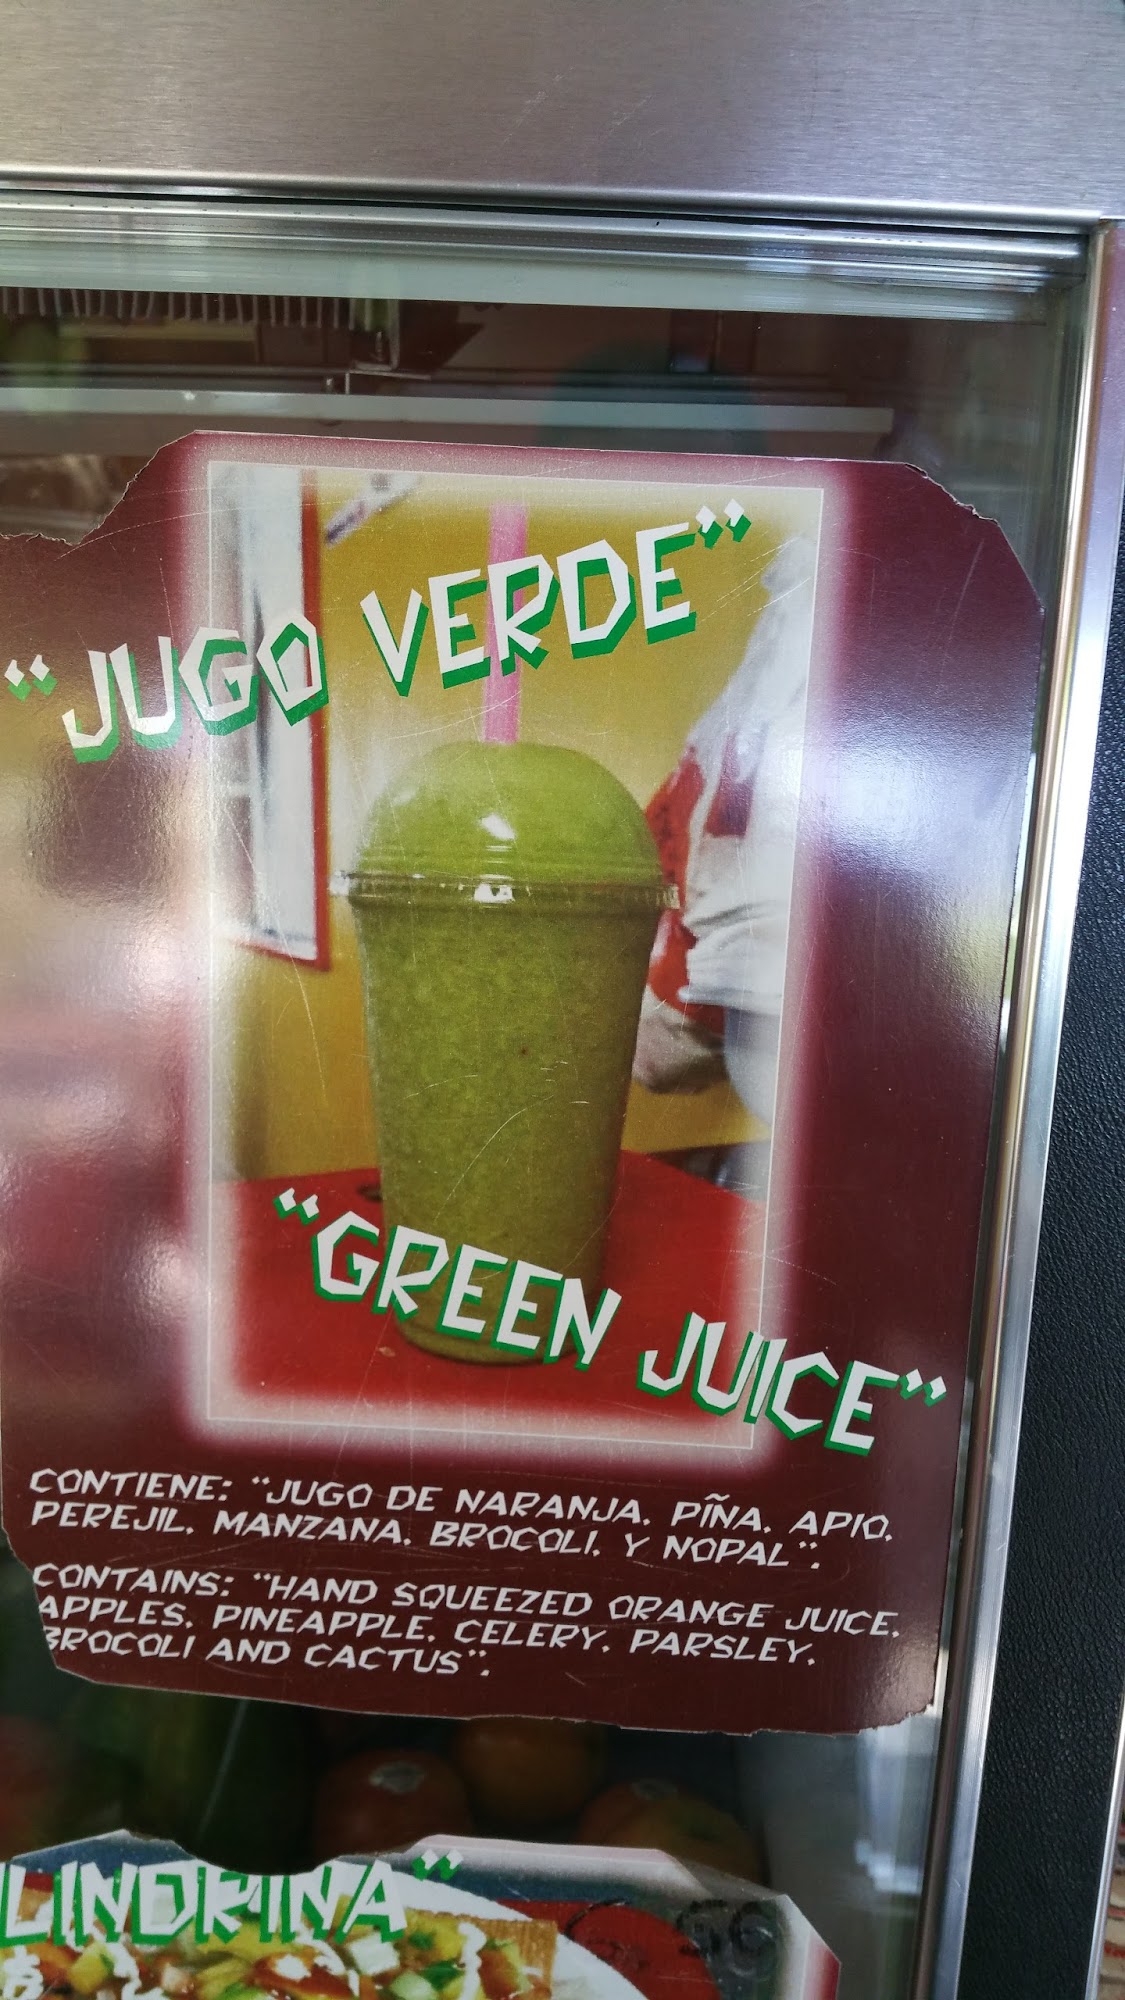 "JUGO VERDE"
"GREEN JUICE"
CONTIENE: "JUGO DE NARANJA, PIÑA, APIO,
PEREJIL, MANZANA, BROCOLI, Y NOPAL".
CONTAINS: "HAND SQUEEZED ORANGE JUICE,
APPLES, PINEAPPLE, CELERY, PARSLEY,
BROCOLI AND CACTUS".
LINDRINA"